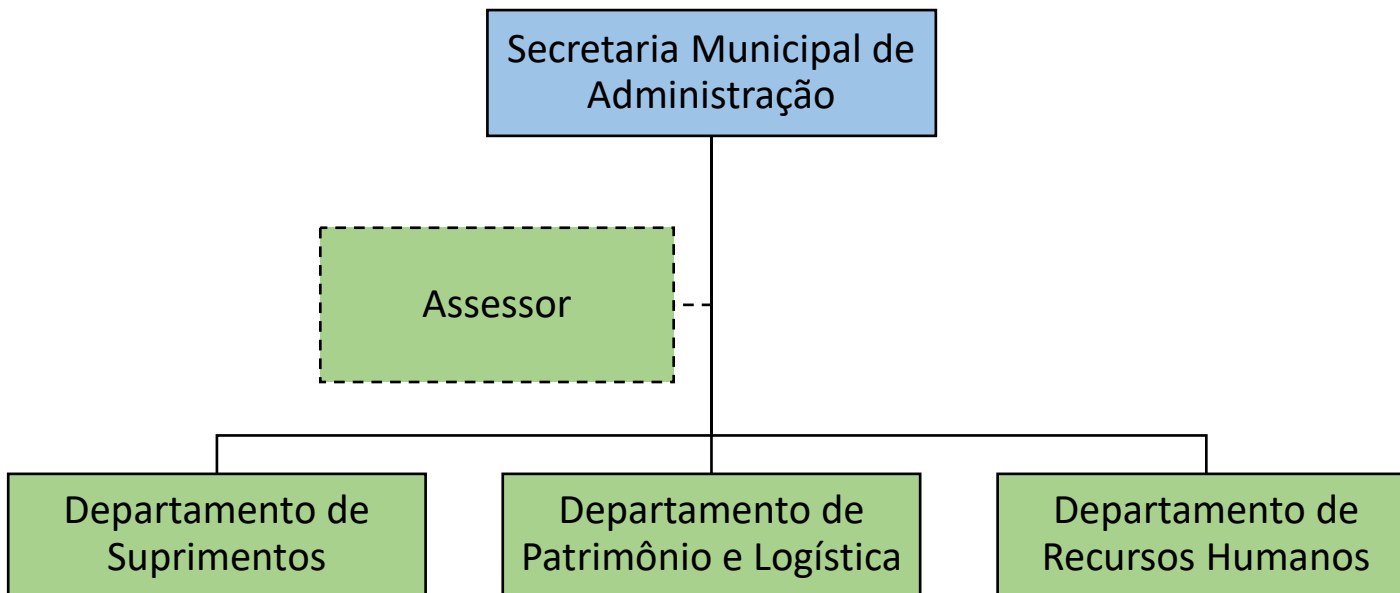 Secretaria Municipal de
Administração
Assessor
Departamento de
Suprimentos
Departamento de
Patrimônio e Logística
Departamento de
Recursos Humanos